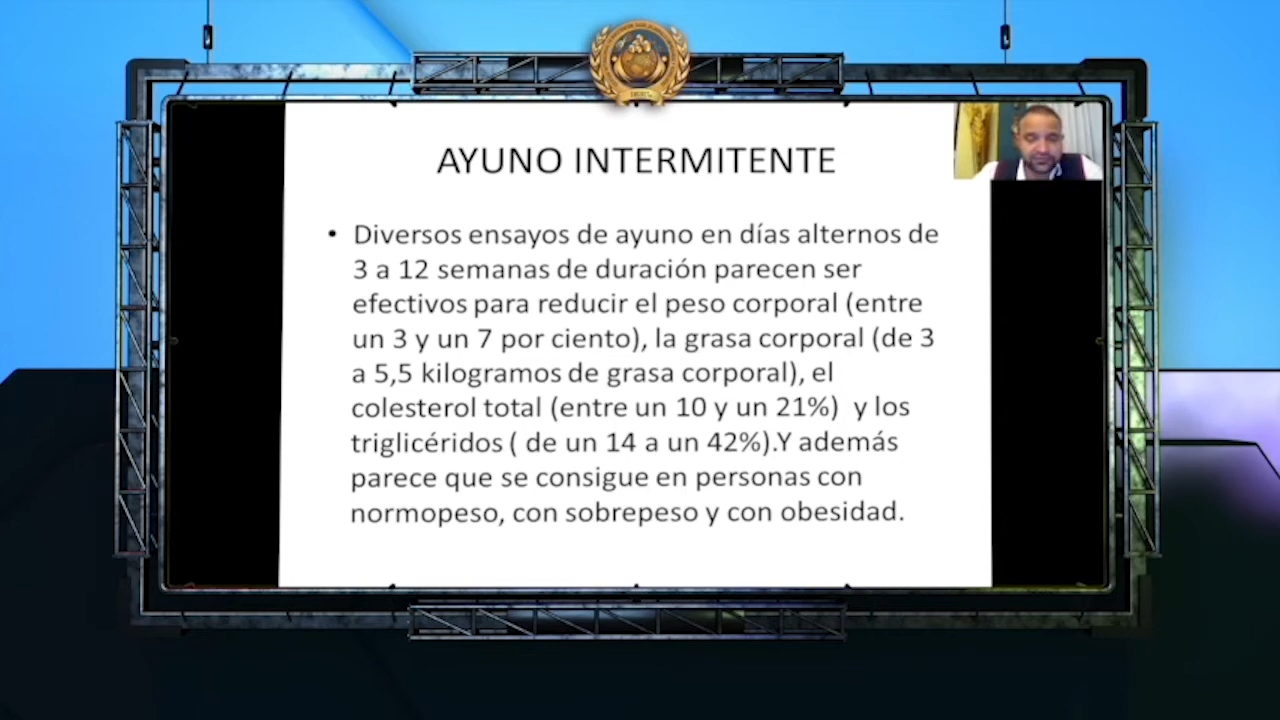 AYUNO INTERMITENTE
• Diversos ensayos de ayuno en días alternos de
3 a 12 semanas de duración parecen ser
efectivos para reducir el peso corporal (entre
un 3 y un 7 por ciento), la grasa corporal (de 3
a 5,5 kilogramos de grasa corporal), el
colesterol total (entre un 10 y un 21%)  y los
triglicéridos ( de un 14 a un 42%).Y además
parece que se consigue en personas con
normopeso, con sobrepeso y con obesidad.